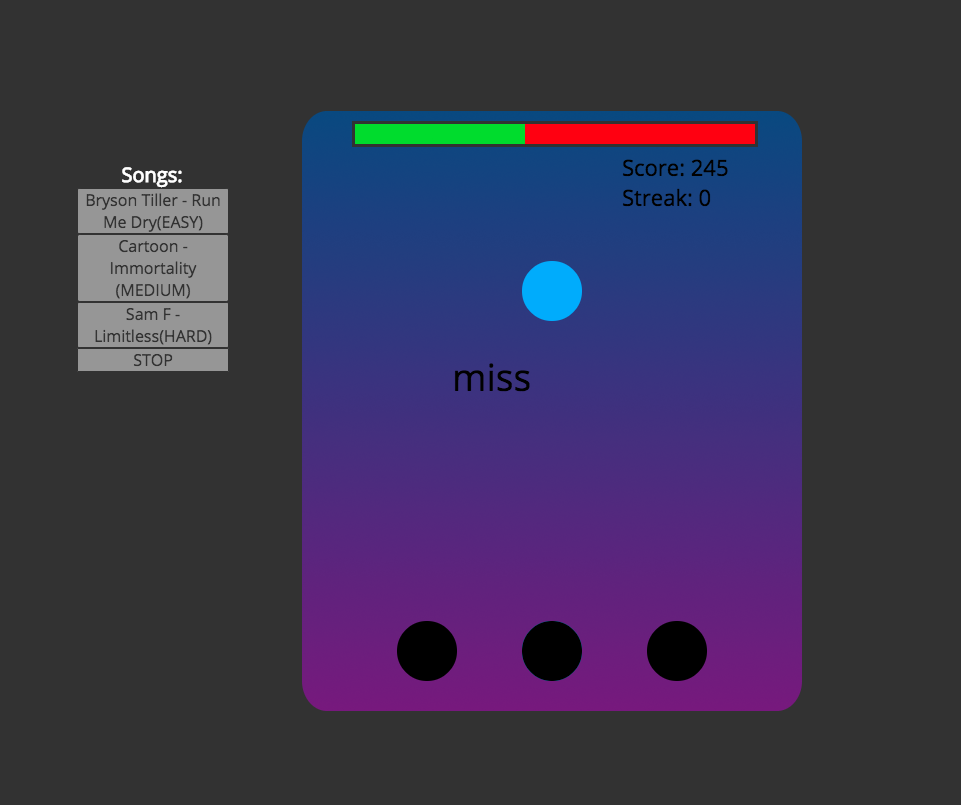 Songs:
Bryson Tiller - Run
Me Dry(EASY)
Cartoon -
Immortality
(MEDIUM)
Sam F -
Limitless(HARD)
STOP
Score: 245
Streak: 0
miss